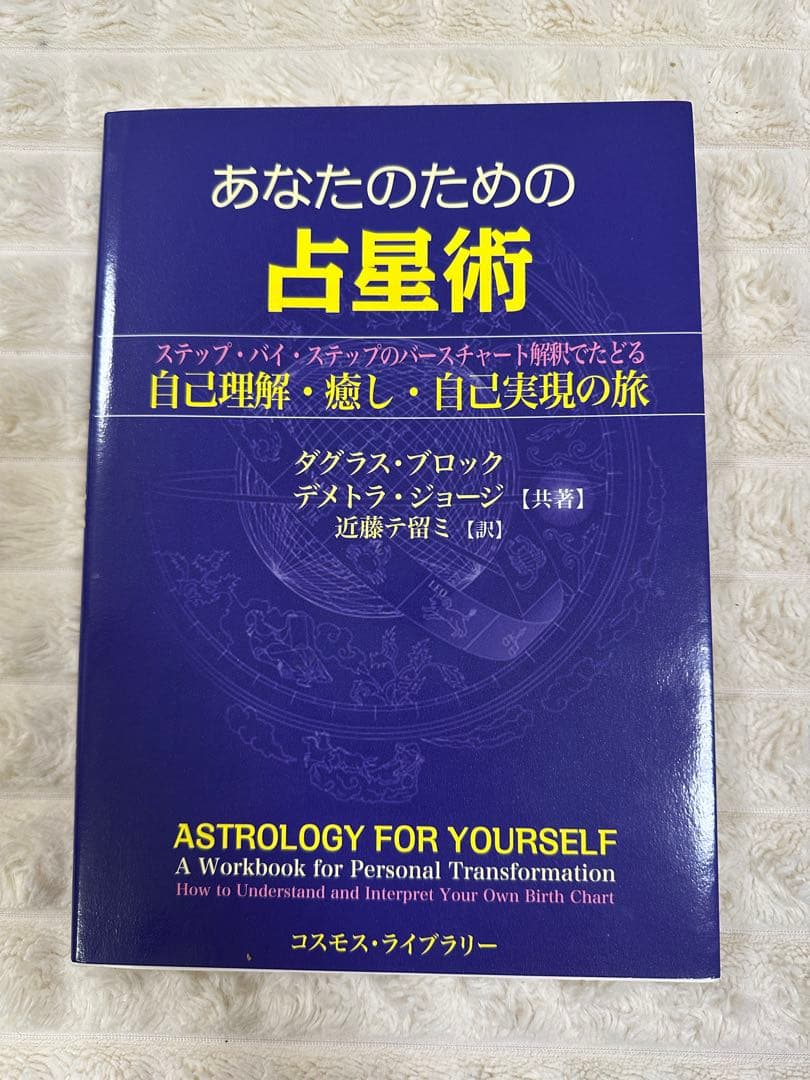 あなたのための
占星術
ステップ・バイ・ステップのバースチャート解釈でたどる
自己理解・癒し・自己実現の旅
ダグラス・ブロック
デメトラ・ジョージ【共著】
近藤テ留ミ【訳】
LEO
ASTROLOGY FOR YOURSELF
A Workbook for Personal Transformation
How to Understand and Interpret Your Own Birth Chart
コスモス・ライブラリー